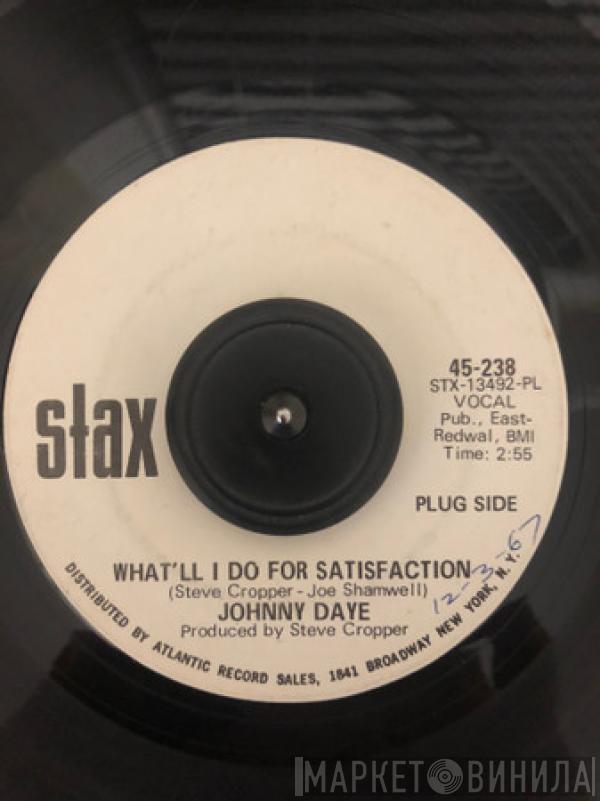 stax
45-238
STX-13492-PL
VOCAL
Pub., East-
Redwal, BMI
Time: 2:55
PLUG SIDE
WHAT'LL I DO FOR SATISFACTION
(Steve Cropper - Joe Shamwell)
JOHNNY DAYE
12-3-67
Produced by Steve Cropper
DISTRIBUTED BY ATLANTIC RECORD SALES, 1841 BROADWAY NEW YORK, N. Y.
МАРКЕТ ВИНИЛА